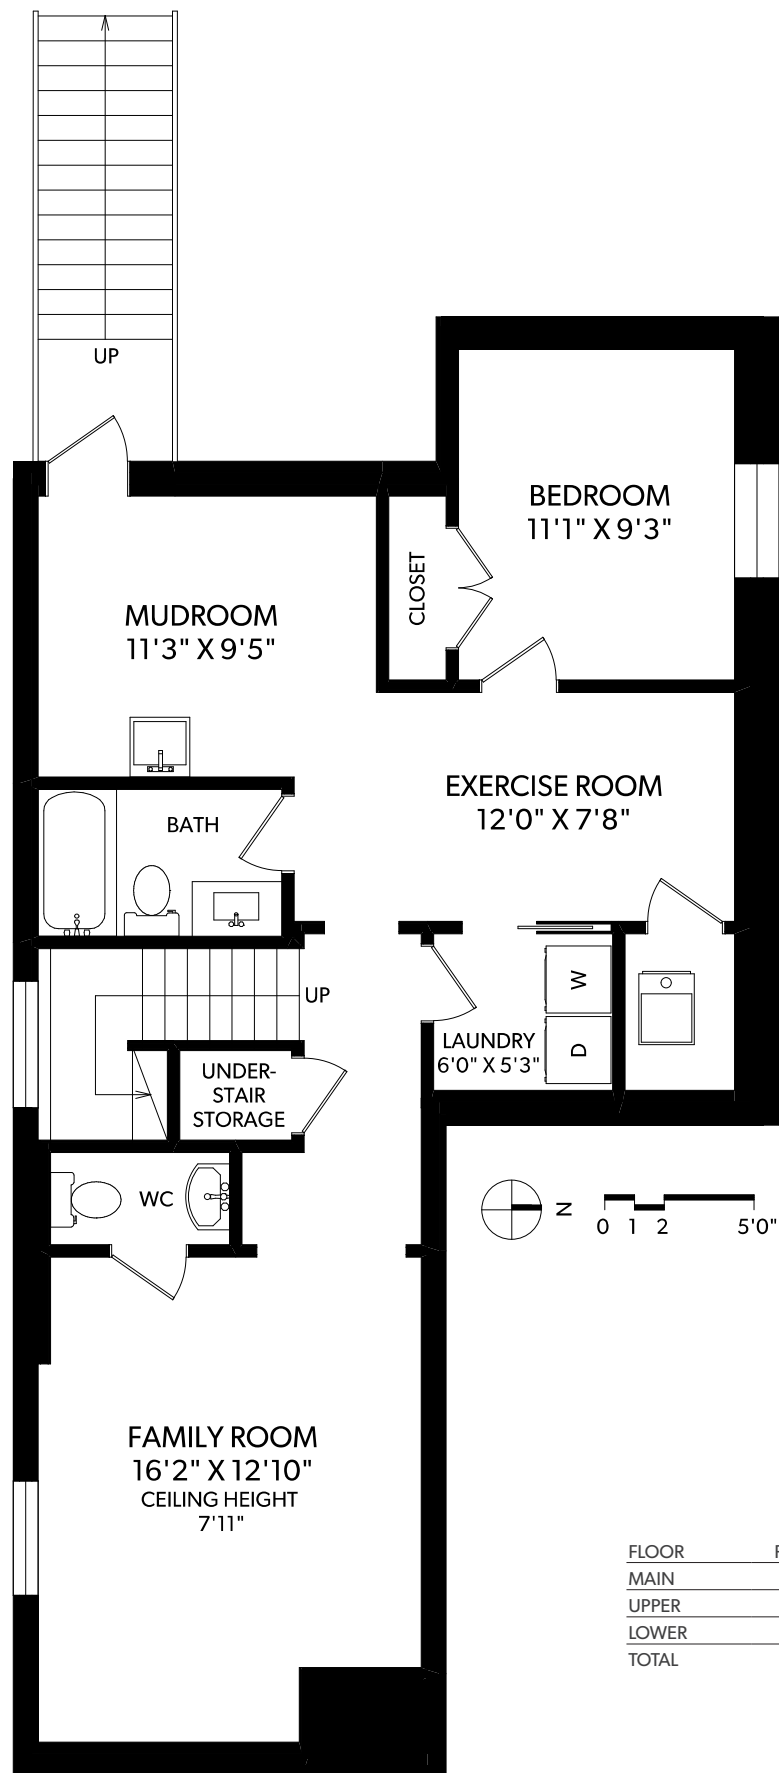 UP
BEDROOM
11'1" X 9'3"
CLOSET
MUDROOM
11'3" X 9'5"
EXERCISE ROOM
12'0" X 7'8"
BATH
UP
W
D
LAUNDRY
6'0" X 5'3"
UNDER-
STAIR
STORAGE
WC
N
0 1 2 5'0"
FAMILY ROOM
16'2" X 12'10"
CEILING HEIGHT
7'11"
FLOOR
MAIN
UPPER
LOWER
TOTAL